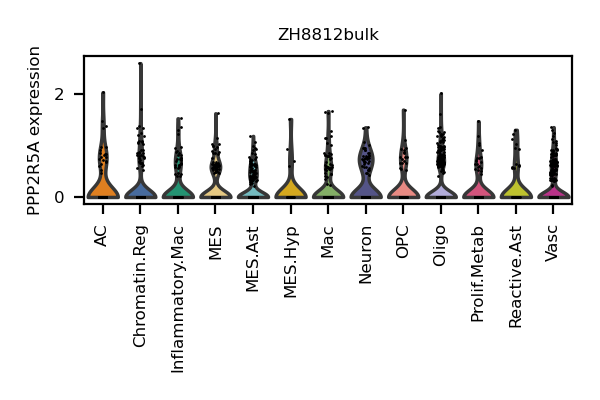 ZH8812bulk
PPP2R5A expression
2
0
AC
Chromatin.Reg
Inflammatory.Mac
MES
MES.Ast
MES.Hyp
Mac
Neuron
OPC
Oligo
Prolif.Metab
Reactive.Ast
Vasc